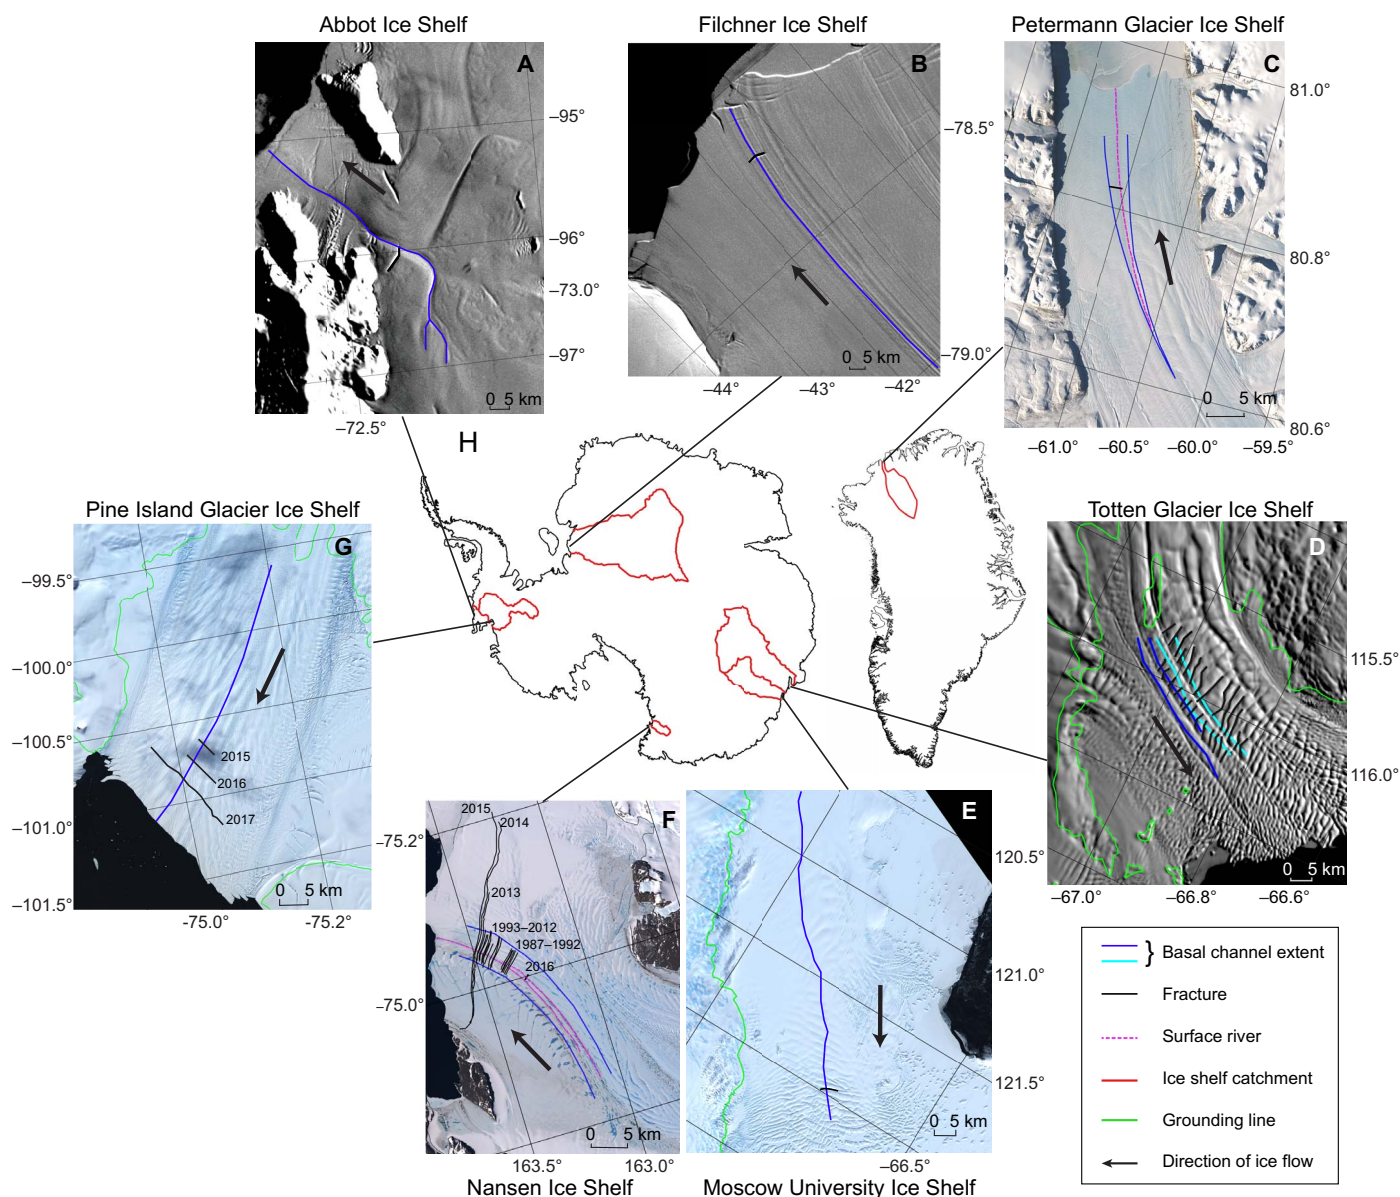 Abbot Ice Shelf
A
–95°
–96°
–73.0°
–97°
0 5 km
–72.5°
Filchner Ice Shelf
B
–78.5°
–79.0°
0 5 km
–44°
–43°
–42°
Petermann Glacier Ice Shelf
C
81.0°
80.8°
80.6°
0 5 km
–61.0°
–60.5°
–60.0°
–59.5°
H
Pine Island Glacier Ice Shelf
G
–99.5°
–100.0°
–100.5°
–101.0°
–101.5°
2015
2016
2017
0 5 km
-75.0°
-75.2°
Totten Glacier Ice Shelf
D
115.5°
116.0°
0 5 km
–67.0°
–66.8°
–66.6°
F
2015
2014
2013
1993–2012
1987–1992
2016
–75.2°
–75.0°
0 5 km
163.5°
163.0°
Nansen Ice Shelf
E
120.5°
121.0°
121.5°
0 5 km
–66.5°
Moscow University Ice Shelf
} Basal channel extent
Fracture
Surface river
Ice shelf catchment
Grounding line
Direction of ice flow